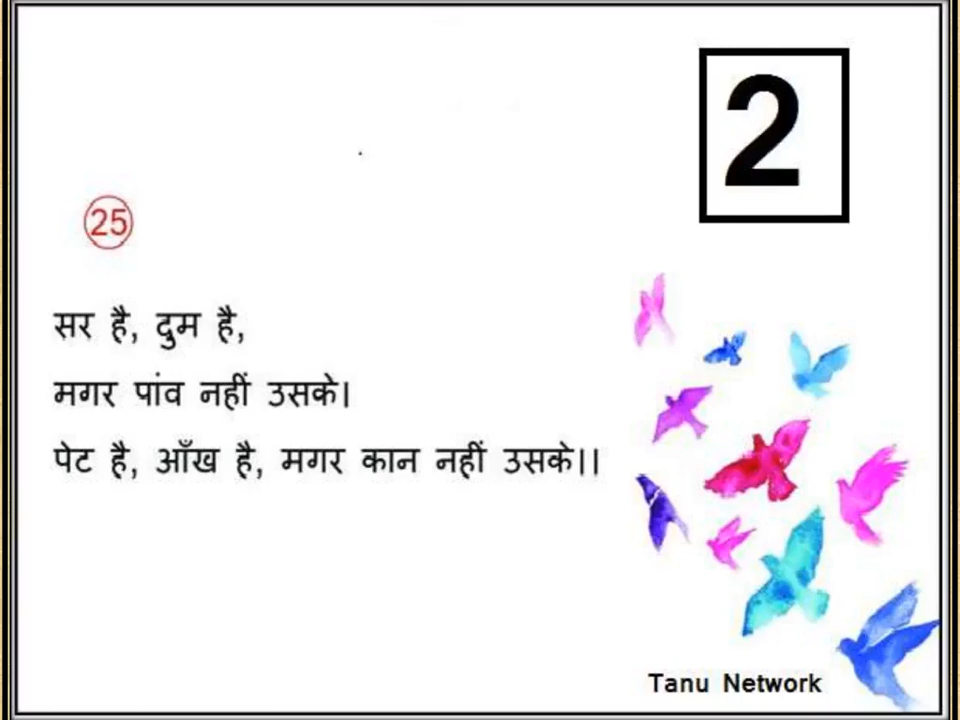 2
25
सर है, दुम है,
मगर पांव नहीं उसके।
पेट है, आँख है, मगर कान नहीं उसके।।
Tanu Network